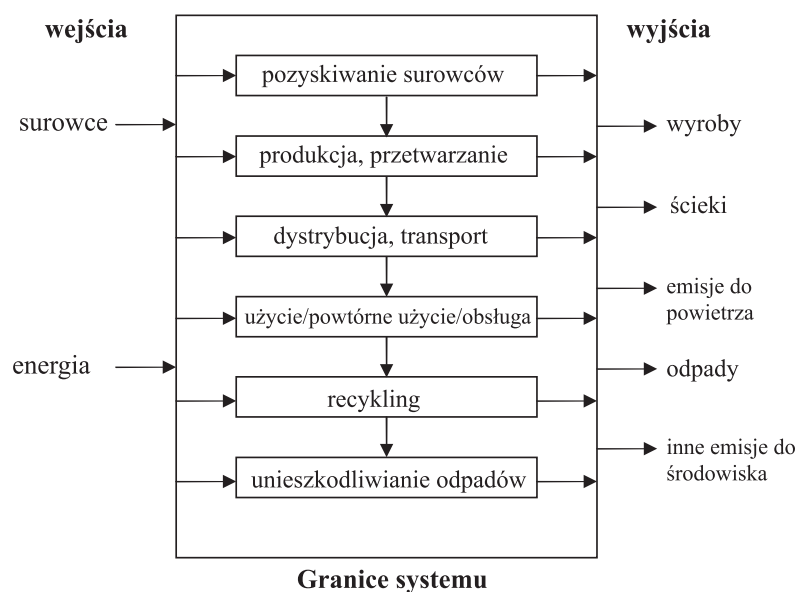 wejścia
wyjścia
pozyskiwanie surowców
surowce
wyroby
produkcja, przetwarzanie
ścieki
dystrybucja, transport
emisje do
powietrza
użycie/powtórne użycie/obsługa
energia
odpady
recykling
inne emisje do
środowiska
unieszkodliwianie odpadów
Granice systemu